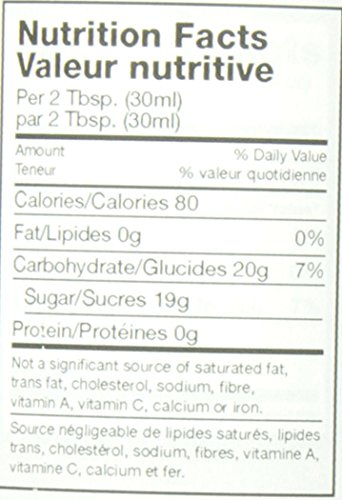 Nutrition Facts
Valeur nutritive
Per 2 Tbsp. (30ml)
par 2 Tbsp. (30ml)
Amount % Daily Value
Teneur % valeur quotidienne
Calories/Calories 80
Fat/Lipides 0g 0%
Carbohydrate/Glucides 20g 7%
Sugar/Sucres 19g
Protein/Protéines 0g
Not a significant source of saturated fat,
trans fat, cholesterol, sodium, fibre,
vitamin A, vitamin C, calcium or iron.
Source négligeable de lipides saturés, lipides
trans, cholestérol, sodium, fibres, vitamine A,
vitamine C, calcium et fer.